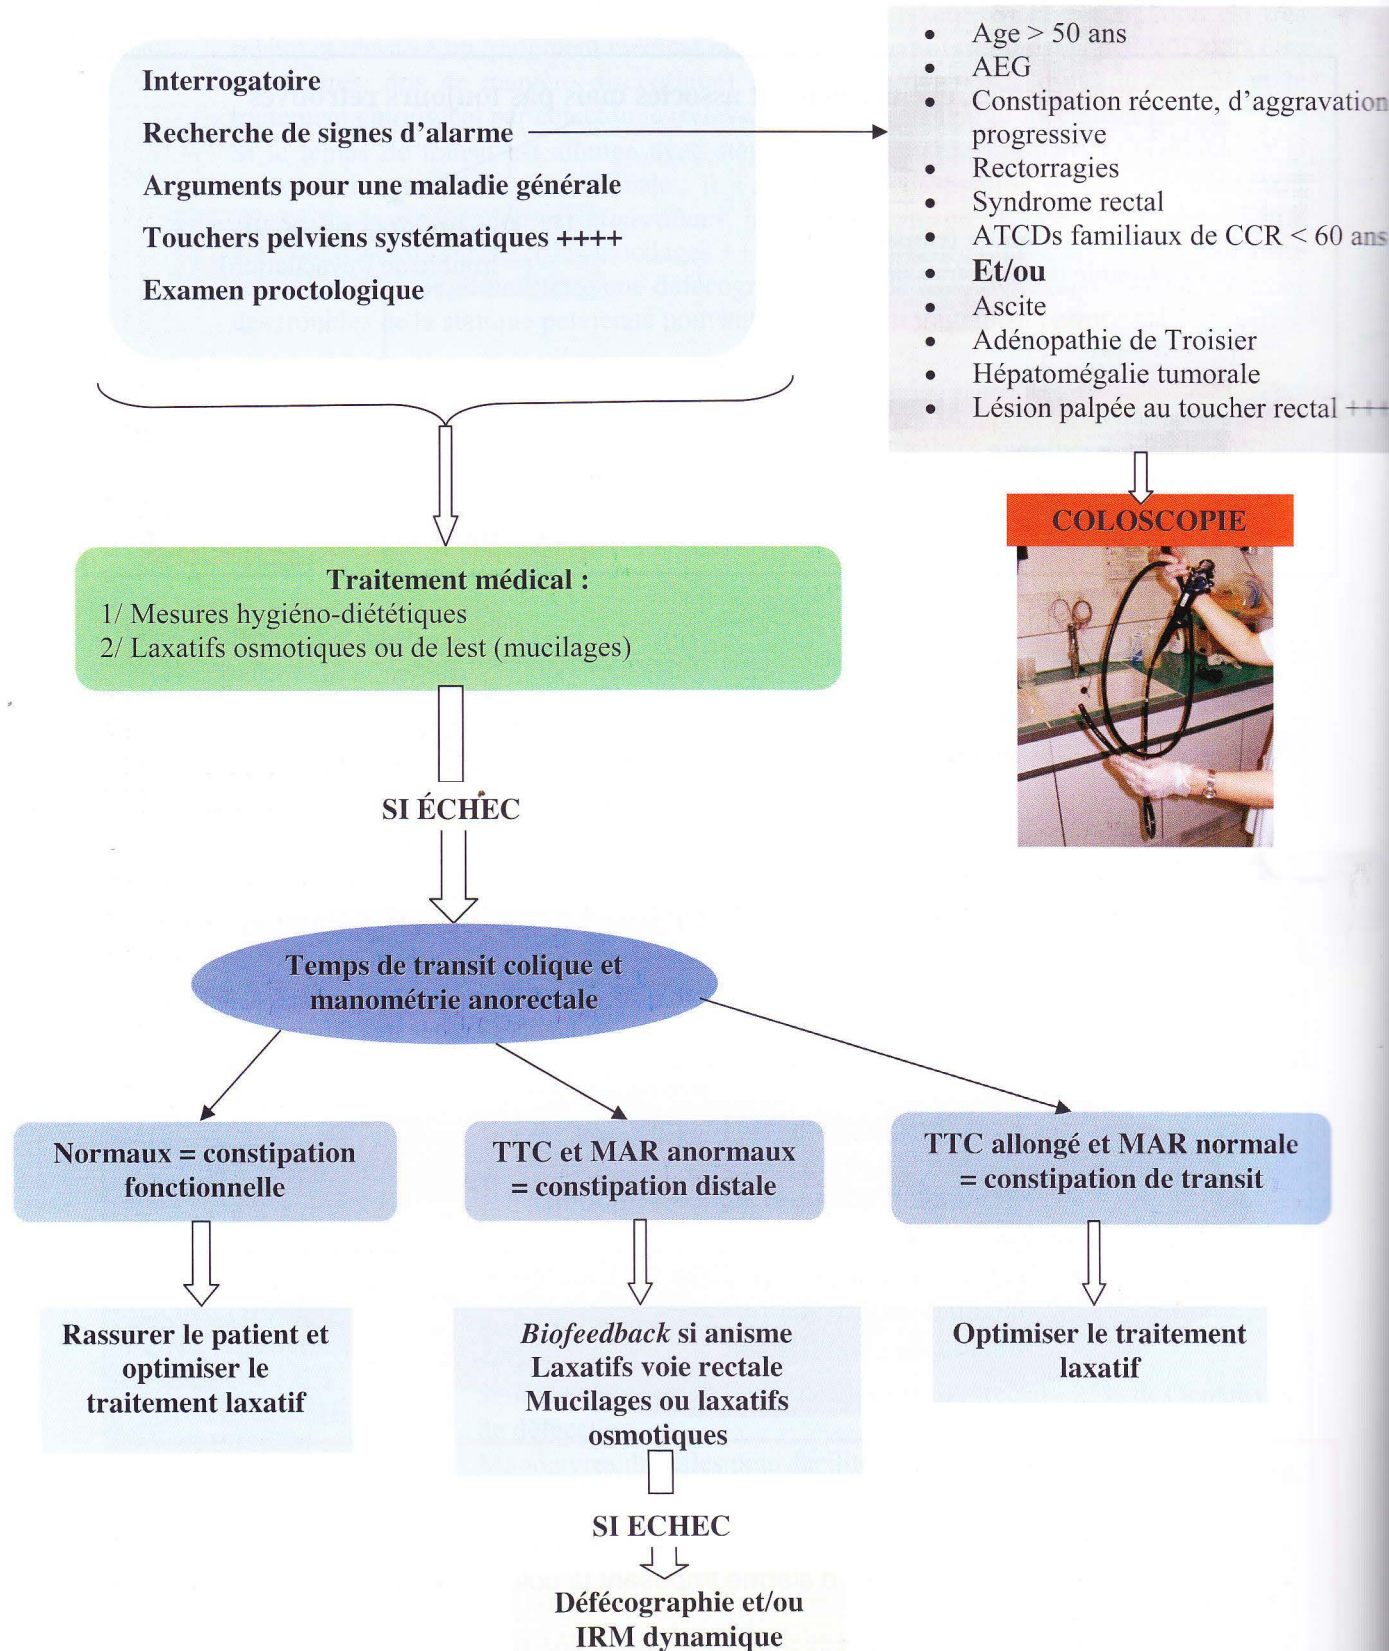 Interrogatoire
Recherche de signes d'alarme
Arguments pour une maladie générale
Touchers pelviens systématiques ++++
Examen proctologique
• Age > 50 ans
• AEG
• Constipation récente, d'aggravation
progressive
• Rectorragies
• Syndrome rectal
• ATCDs familiaux de CCR < 60 ans
• Et/ou
• Ascite
• Adénopathie de Troisier
• Hépatomégalie tumorale
• Lésion palpée au toucher rectal +++
COLOSCOPIE
Traitement médical :
1/ Mesures hygiéno-diététiques
2/ Laxatifs osmotiques ou de lest (mucilages)
SI ÉCHEC
Temps de transit colique et
manométrie anorectale
Normaux = constipation
fonctionnelle
TTC et MAR anormaux
= constipation distale
TTC allongé et MAR normale
= constipation de transit
Rassurer le patient et
optimiser le
traitement laxatif
Biofeedback si anisme
Laxatifs voie rectale
Mucilages ou laxatifs
osmotiques
Optimiser le traitement
laxatif
SI ECHEC
Défécographie et/ou
IRM dynamique